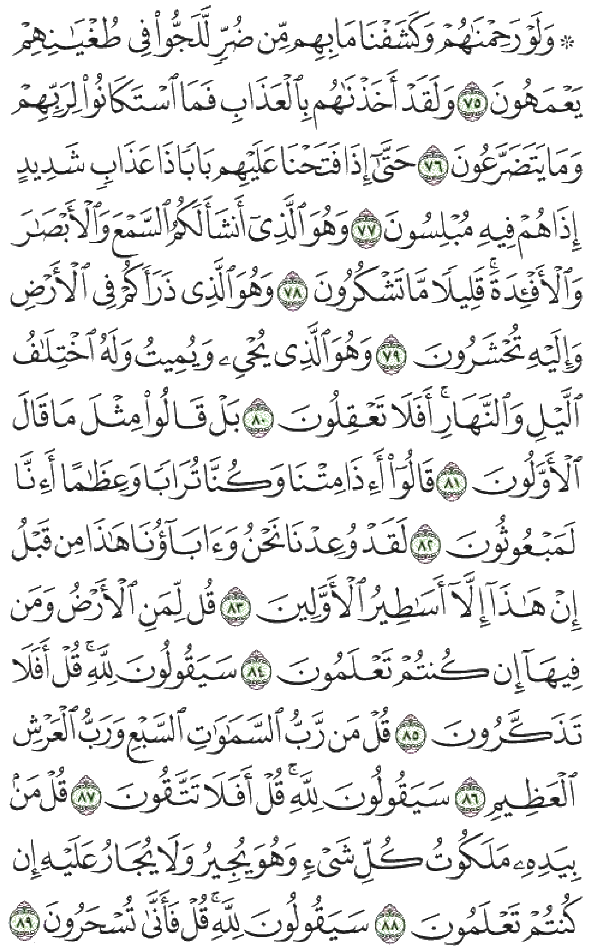 ۞ وَلَوْ رَحِمْنَٰهُمْ وَكَشَفْنَا مَا بِهِم مِّن ضُرٍّ لَّلَجُّوا۟ فِى طُغْيَٰنِهِمْ
يَعْمَهُونَ ٧٥ وَلَقَدْ أَخَذْنَٰهُم بِٱلْعَذَابِ فَمَا ٱسْتَكَانُوا۟ لِرَبِّهِمْ
وَمَا يَتَضَرَّعُونَ ٧٦ حَتَّىٰٓ إِذَا فَتَحْنَا عَلَيْهِم بَابًا ذَا عَذَابٍ شَدِيدٍ
إِذَا هُمْ فِيهِ مُبْلِسُونَ ٧٧ وَهُوَ ٱلَّذِىٓ أَنشَأَ لَكُمُ ٱلسَّمْعَ وَٱلْأَبْصَٰرَ
وَٱلْأَفْـِٔدَةَ ۚ قَلِيلًا مَّا تَشْكُرُونَ ٧٨ وَهُوَ ٱلَّذِى ذَرَأَكُمْ فِى ٱلْأَرْضِ
وَإِلَيْهِ تُحْشَرُونَ ٧٩ وَهُوَ ٱلَّذِى يُحْىِۦ وَيُمِيتُ وَلَهُ ٱخْتِلَٰفُ
ٱلَّيْلِ وَٱلنَّهَارِ ۚ أَفَلَا تَعْقِلُونَ ٨٠ بَلْ قَالُوا۟ مِثْلَ مَا قَالَ
ٱلْأَوَّلُونَ ٨١ قَالُوٓا۟ أَءِذَا مِتْنَا وَكُنَّا تُرَابًا وَعِظَٰمًا أَءِنَّا
لَمَبْعُوثُونَ ٨٢ لَقَدْ وُعِدْنَا نَحْنُ وَءَابَآؤُنَا هَٰذَا مِن قَبْلُ
إِنْ هَٰذَآ إِلَّآ أَسَٰطِيرُ ٱلْأَوَّلِينَ ٨٣ قُل لِّمَنِ ٱلْأَرْضُ وَمَن
فِيهَآ إِن كُنتُمْ تَعْلَمُونَ ٨٤ سَيَقُولُونَ لِلَّهِ ۚ قُلْ أَفَلَا
تَذَكَّرُونَ ٨٥ قُلْ مَن رَّبُّ ٱلسَّمَٰوَٰتِ ٱلسَّبْعِ وَرَبُّ ٱلْعَرْشِ
ٱلْعَظِيمِ ٨٦ سَيَقُولُونَ لِلَّهِ ۚ قُلْ أَفَلَا تَتَّقُونَ ٨٧ قُلْ مَنۢ
بِيَدِهِۦ مَلَكُوتُ كُلِّ شَىْءٍ وَهُوَ يُجِيرُ وَلَا يُجَارُ عَلَيْهِ إِن
كُنتُمْ تَعْلَمُونَ ٨٨ سَيَقُولُونَ لِلَّهِ ۚ قُلْ فَأَنَّىٰ تُسْحَرُونَ ٨٩